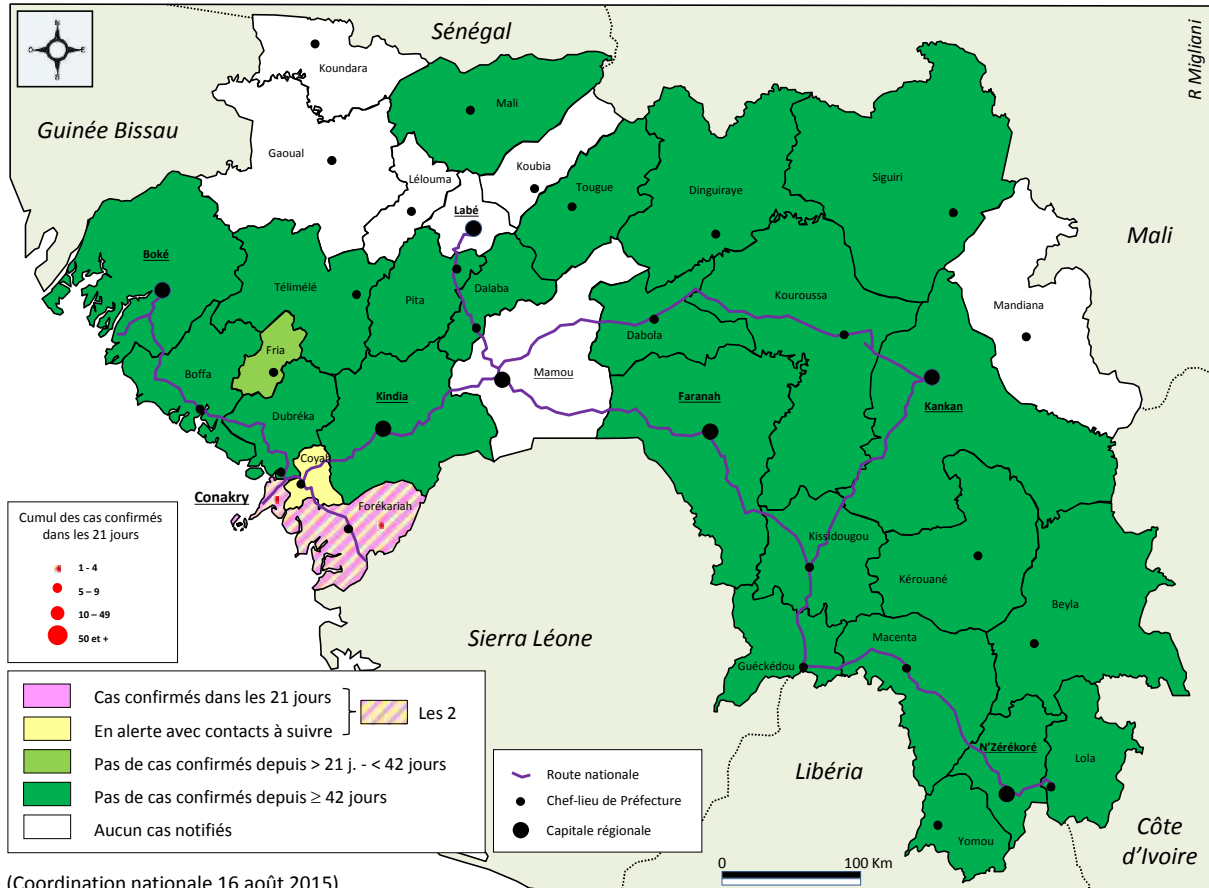 N
O
E
S
Sénégal
R Migliani
Koundara
Mali
Guinée Bissau
Gaoual
Koubia
Lélouma
Tougue
Dinguiraye
Siguiri
Labé
Mali
Boké
Télimélé
Pita
Dalaba
Kouroussa
Mandiana
Fria
Dabola
Boffa
Mamou
Kindia
Faranah
Kankan
Dubréka
Coyah
Conakry
Forékariah
Kissidougou
Kérouané
Beyla
Sierra Léone
Macenta
Guéckédou
N'Zérékoré
Lola
Libéria
Yomou
Côte
d'Ivoire
Cumul des cas confirmés
dans les 21 jours
1 - 4
5 – 9
10 – 49
50 et +
Cas confirmés dans les 21 jours
Les 2
En alerte avec contacts à suivre
Pas de cas confirmés depuis > 21 j. - < 42 jours
Pas de cas confirmés depuis ≥ 42 jours
Aucun cas notifiés
Route nationale
Chef-lieu de Préfecture
Capitale régionale
0 100 Km
(Coordination nationale 16 août 2015)